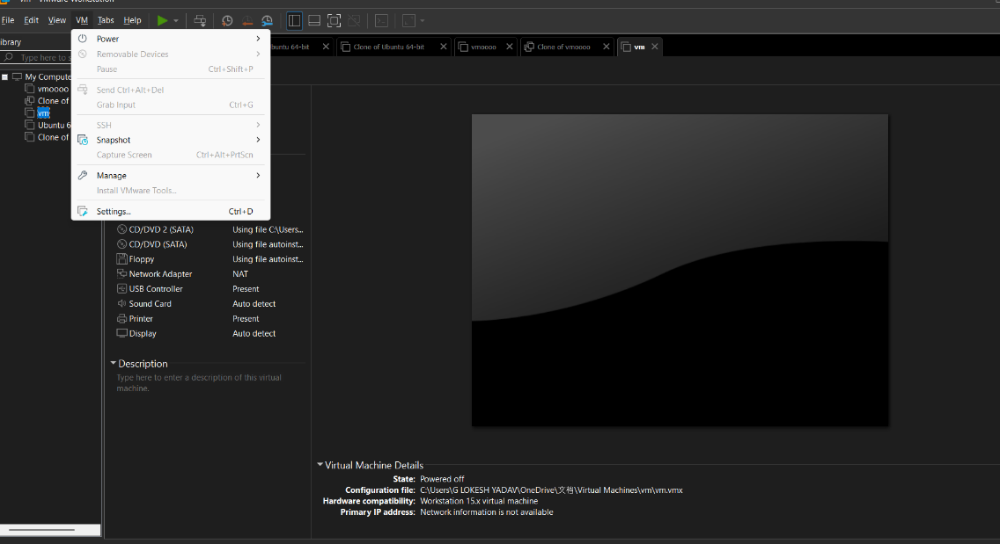 vm - VMware Workstation
File Edit View VM Tabs Help
Library
Type here to s
My Compute
vmoooo
Clone of
vm
Ubuntu 6
Clone of
Power
Removable Devices
Pause Ctrl+Shift+P
Send Ctrl+Alt+Del
Grab Input Ctrl+G
SSH
Snapshot
Capture Screen Ctrl+Alt+PrtScn
Manage
Install VMware Tools...
Settings... Ctrl+D
buntu 64-bit
Clone of Ubuntu 64-bit
vmoooo
Clone of vmoooo
vm
CD/DVD 2 (SATA) Using file C:\Users...
CD/DVD (SATA) Using file autoinst...
Floppy Using file autoinst...
Network Adapter NAT
USB Controller Present
Sound Card Auto detect
Printer Present
Display Auto detect
Description
Type here to enter a description of this virtual
machine.
Virtual Machine Details
State: Powered off
Configuration file: C:\Users\G LOKESH YADAV\OneDrive\文档\Virtual Machines\vm\vm.vmx
Hardware compatibility: Workstation 15.x virtual machine
Primary IP address: Network information is not available